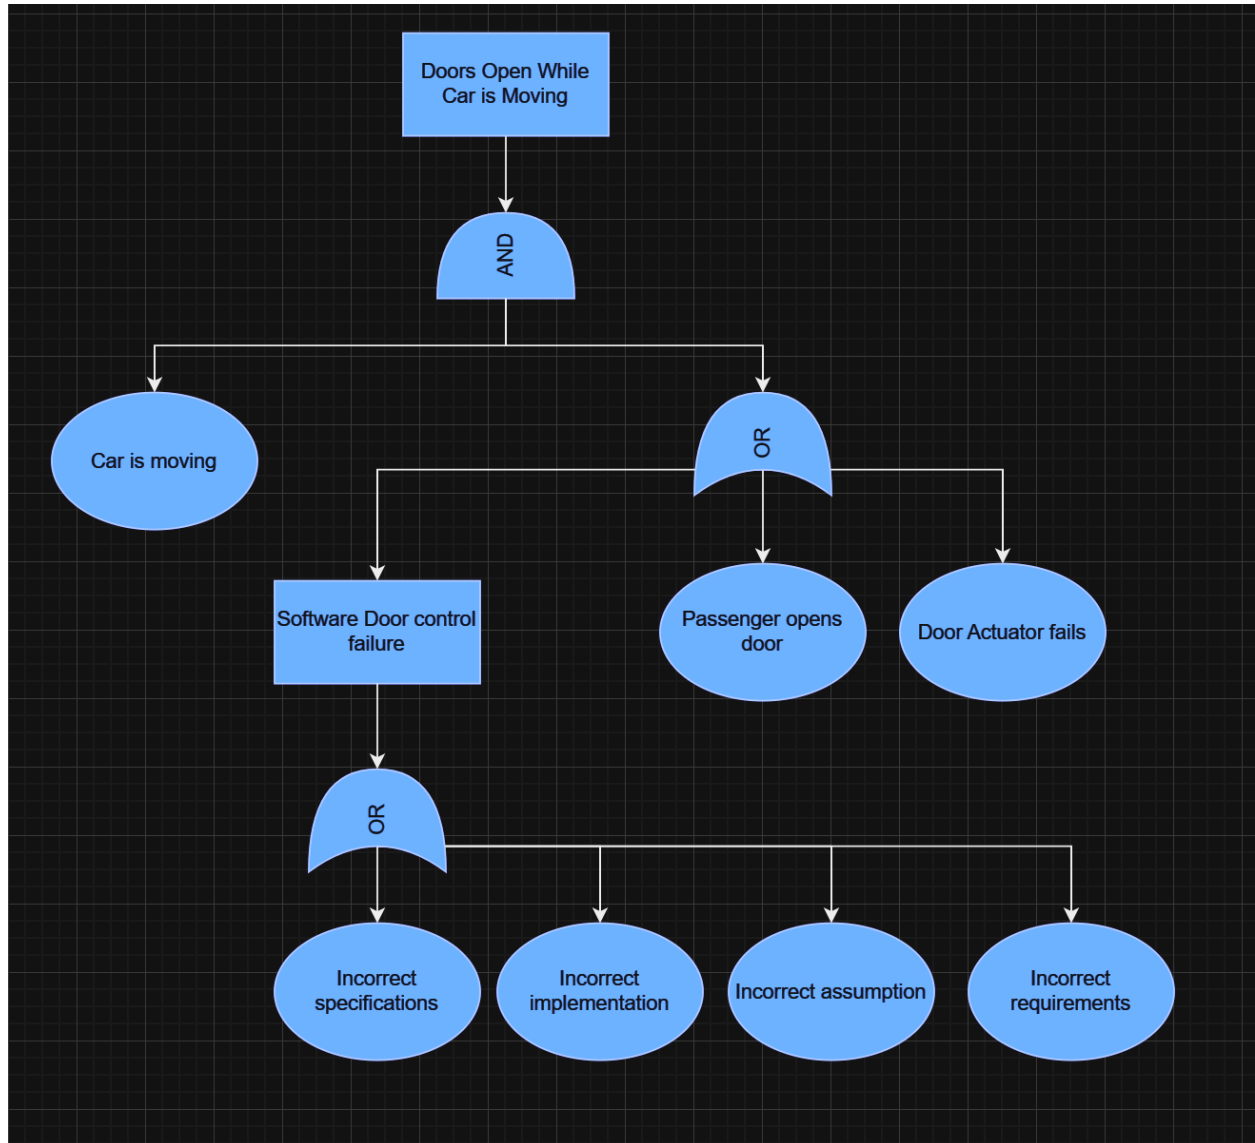 Doors Open While
Car is Moving
AND
Car is moving
OR
Software Door control
failure
Passenger opens
door
Door Actuator fails
OR
Incorrect
specifications
Incorrect
implementation
Incorrect assumption
Incorrect
requirements